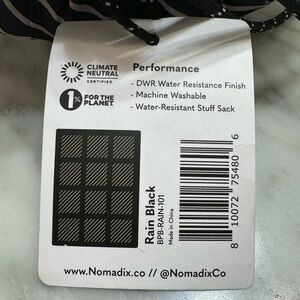 CLIMATE
NEUTRAL
CERTIFIED
1% FOR THE
PLANET
Performance
- DWR Water Resistance Finish
- Machine Washable
- Water-Resistant Stuff Sack
Rain Black
BPB-RAIN-101
Made in China
8 10072 75480 6
www.Nomadix.co // @NomadixCo